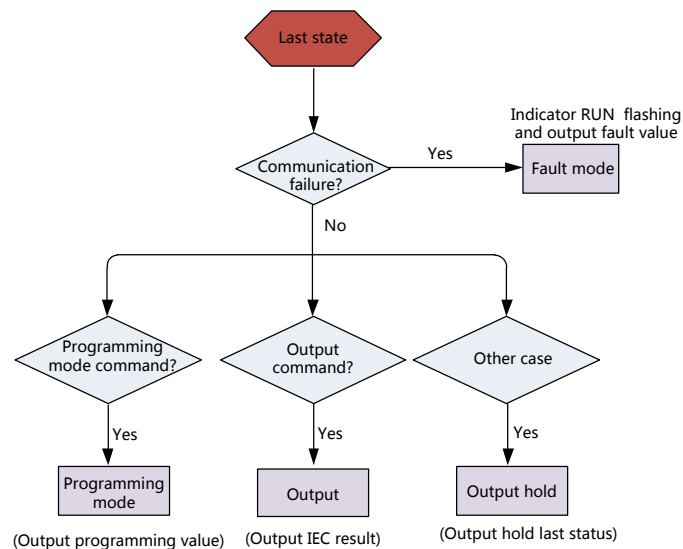 Last state
Indicator RUN flashing
and output fault value
Communication
failure?
Yes
Fault mode
No
Programming
mode command?
Output
command?
Other case
Yes
Yes
Yes
Programming
mode
Output
Output hold
(Output programming value)
(Output IEC result)
(Output hold last status)